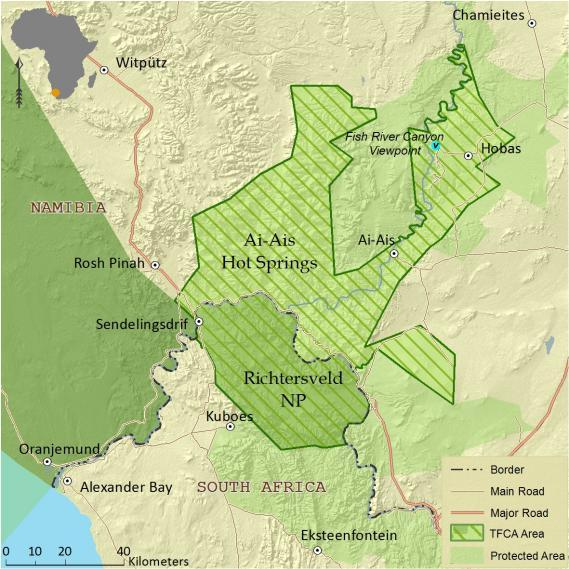 Chamieites
Witpütz
Fish River Canyon
Viewpoint
v
Hobas
NAMIBIA
Ai-Ais
Hot Springs
Ai-Ais
Rosh Pinah
Sendelingsdrif
Richtersveld
NP
Kuboes
Oranjemund
Alexander Bay
SOUTH AFRICA
Eksteenfontein
Border
Main Road
Major Road
TFCA Area
Protected Area
0 10 20 40
Kilometers